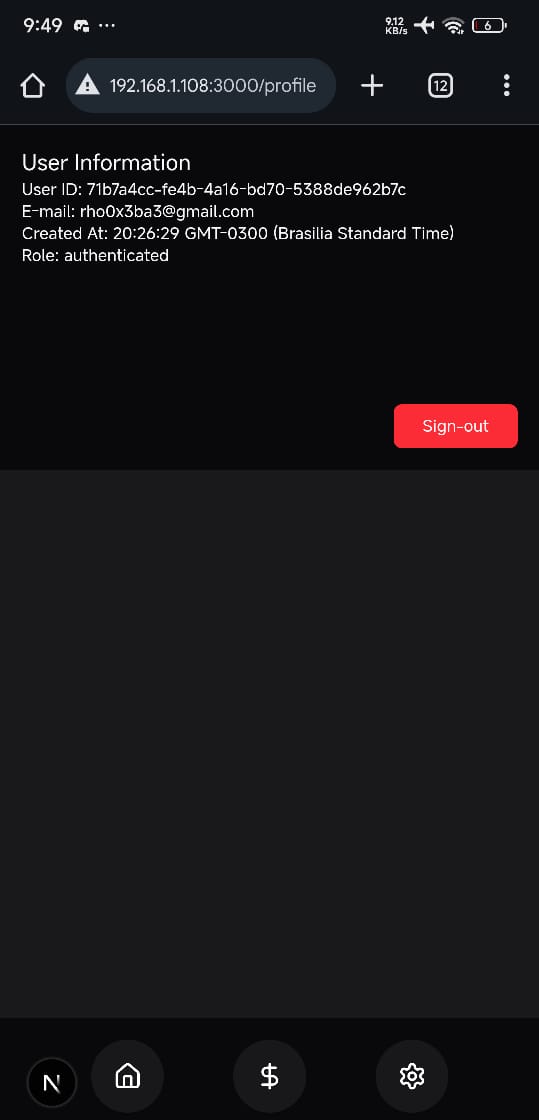 9:49 ...
9.12
KB/s
6
192.168.1.108:3000/profile
12
User Information
User ID: 71b7a4cc-fe4b-4a16-bd70-5388de962b7c
E-mail: rho0x3ba3@gmail.com
Created At: 20:26:29 GMT-0300 (Brasilia Standard Time)
Role: authenticated
Sign-out
N
$